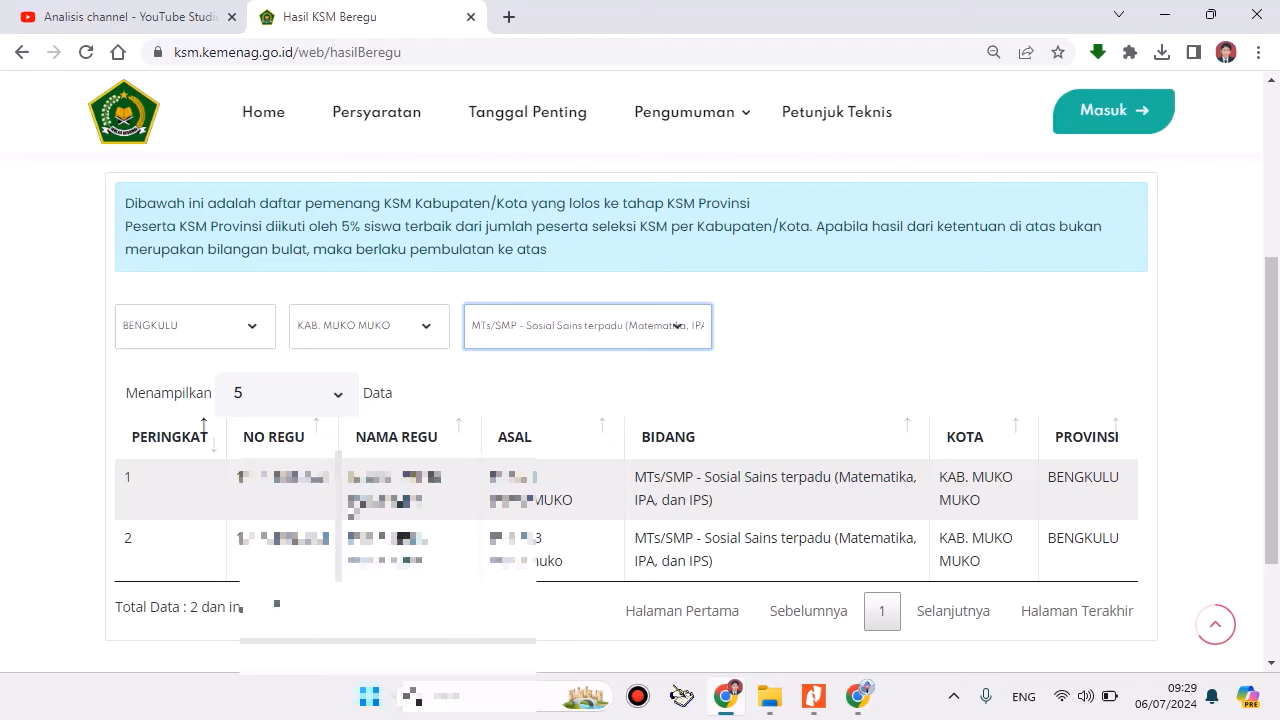 Analisis channel - YouTube Studi
Hasil KSM Beregu
ksm.kemenag.go.id/web/hasilBeregu
Home Persyaratan Tanggal Penting Pengumuman Petunjuk Teknis Masuk →
Dibawah ini adalah daftar pemenang KSM Kabupaten/Kota yang lolos ke tahap KSM Provinsi
Peserta KSM Provinsi diikuti oleh 5% siswa terbaik dari jumlah peserta seleksi KSM per Kabupaten/Kota. Apabila hasil dari ketentuan di atas bukan
merupakan bilangan bulat, maka berlaku pembulatan ke atas
BENGKULU KAB. MUKO MUKO MTs/SMP - Sosial Sains terpadu (Matematika, IPA
Menampilkan 5 Data
PERINGKAT NO REGU NAMA REGU ASAL BIDANG KOTA PROVINSI
1 MTs/SMP - Sosial Sains terpadu (Matematika, KAB. MUKO BENGKULU
MUKO IPA, dan IPS) MUKO
2 3 MTs/SMP - Sosial Sains terpadu (Matematika, KAB. MUKO BENGKULU
IPA, dan IPS) MUKO
Total Data : 2 dan Halaman Pertama Sebelumnya 1 Selanjutnya Halaman Terakhir
ENG 09:29
06/07/2024
PRE